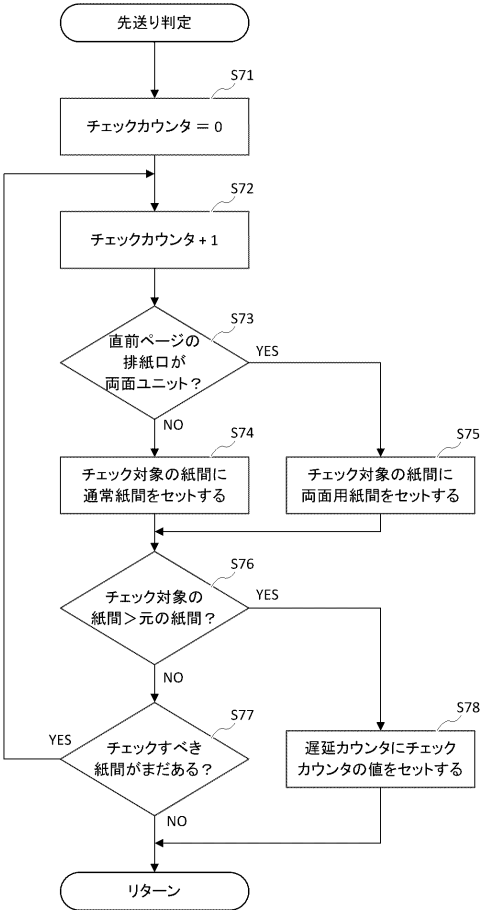 先送り判定
S71
チェックカウンタ = 0
S72
チェックカウンタ + 1
S73
直前ページの
排紙口が
両面ユニット？
YES
NO
S74
チェック対象の紙間に
通常紙間をセットする
S75
チェック対象の紙間に
両面用紙間をセットする
S76
チェック対象の
紙間＞元の紙間？
YES
NO
S77
チェックすべき
紙間がまだある？
YES
NO
S78
遅延カウンタにチェック
カウンタの値をセットする
リターン